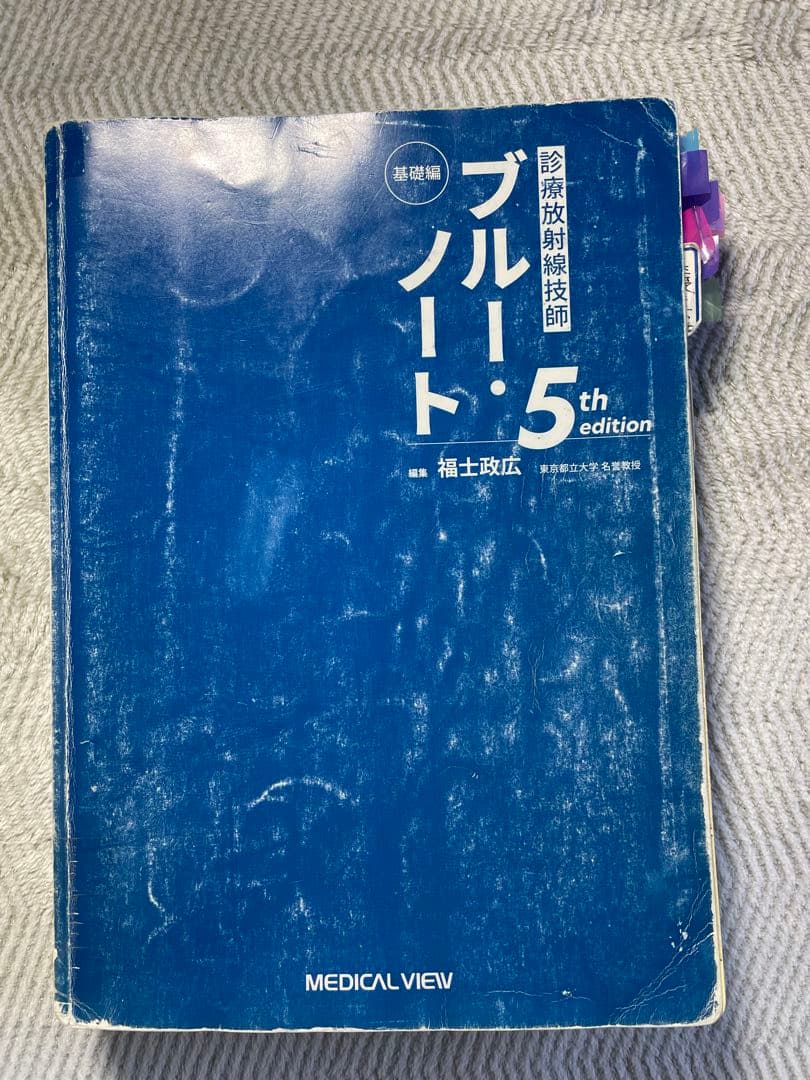 診療放射線技師
ブルー・
ノート
基礎編
5th
edition
編集 福士政広 東京都立大学 名誉教授
MEDICAL VIEW